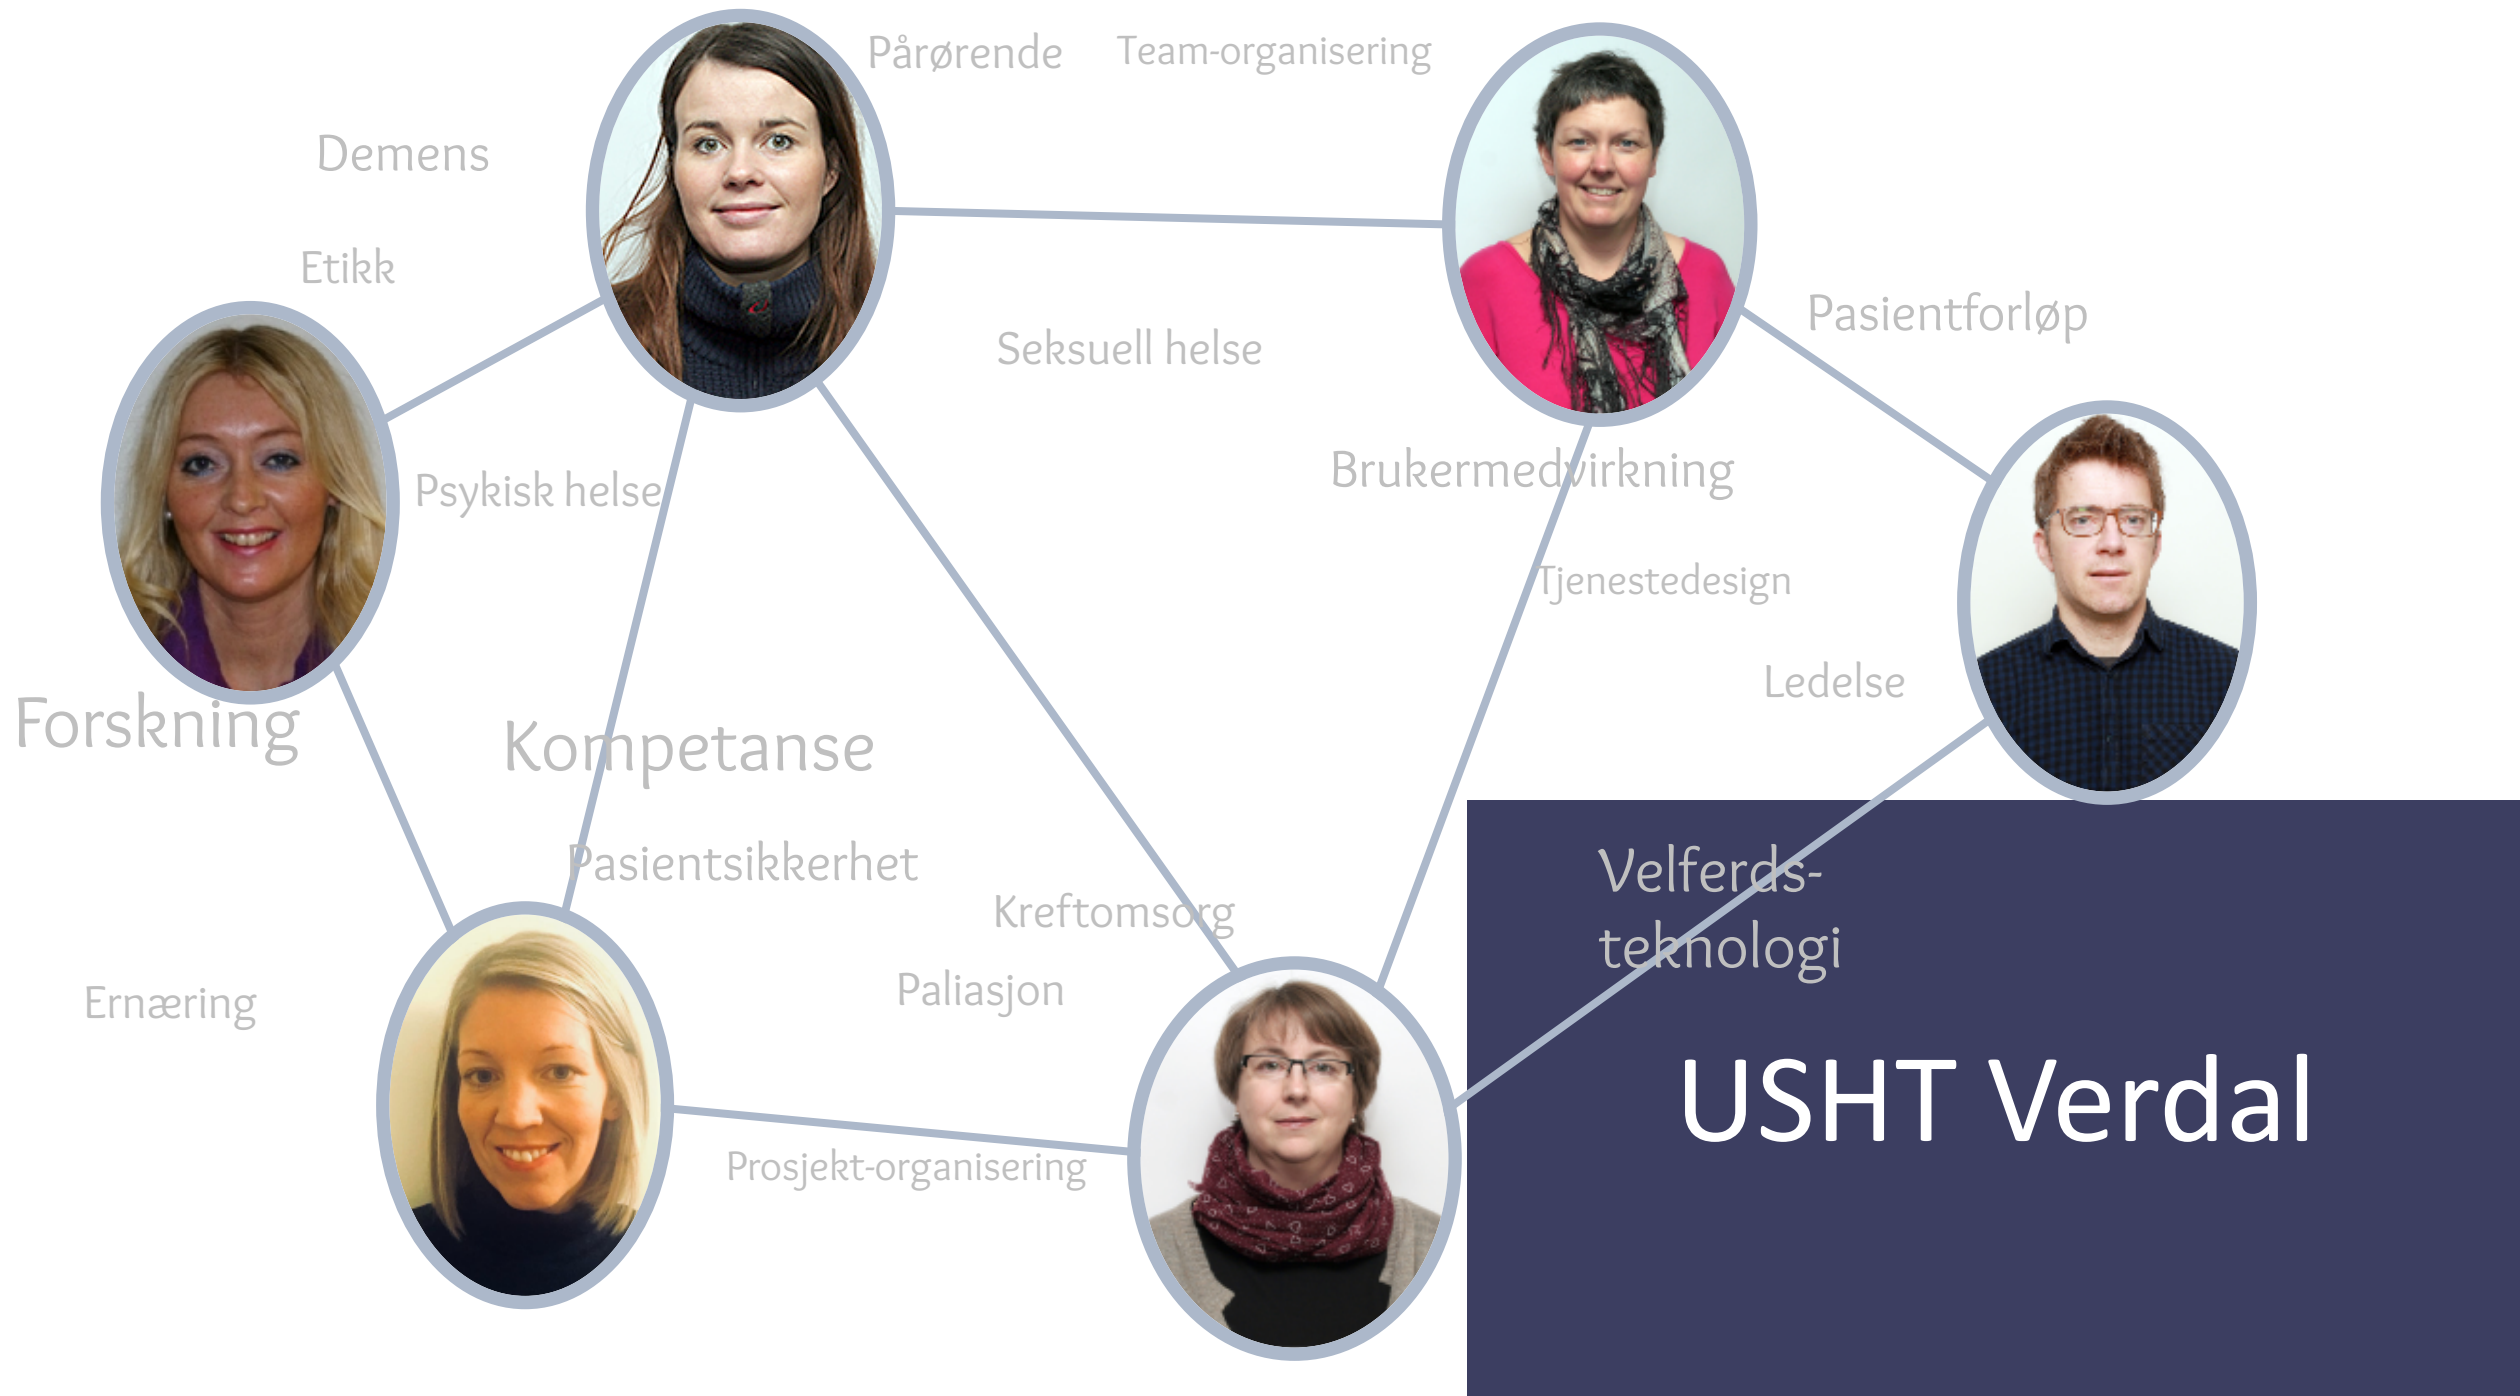 Pårørende
Team-organisering
Demens
Etikk
Pasientforløp
Seksuell helse
Brukermedvirkning
Psykisk helse
Tjenestedesign
Ledelse
Forskning
Kompetanse
Pasientsikkerhet
Velferds-
teknologi
Kreftomsorg
Paliasjon
Ernæring
USHT Verdal
Prosjekt-organisering